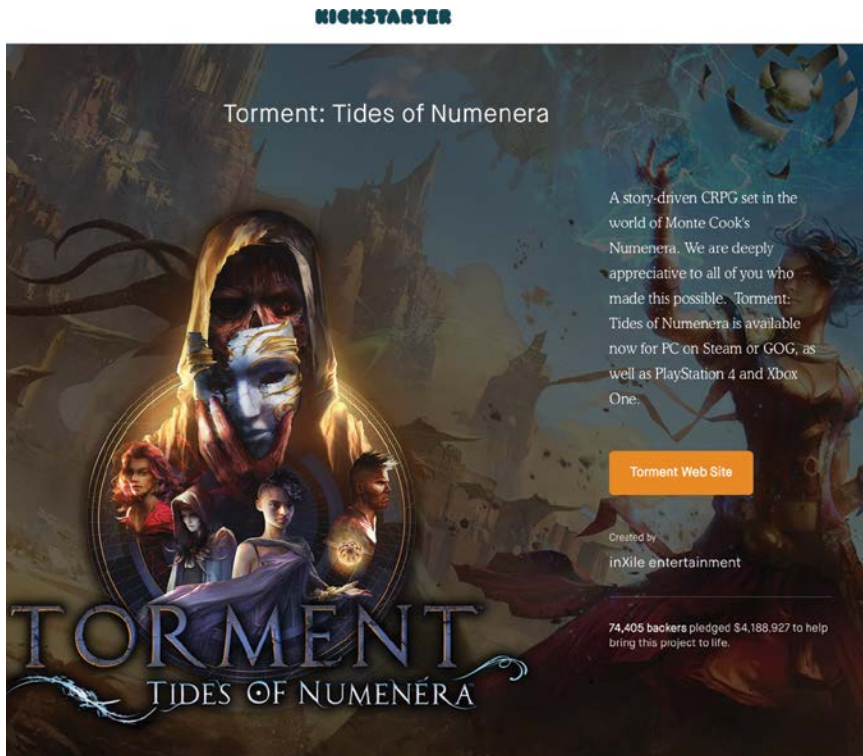 KICKSTARTER
Torment: Tides of Numenera
A story-driven CRPG set in the
world of Monte Cook's
Numenera. We are deeply
appreciative to all of you who
made this possible. Torment:
Tides of Numenera is available
now for PC on Steam or GOG, as
well as PlayStation 4 and Xbox
One.
Torment Web Site
Created by
inXile entertainment
74,405 backers pledged $4,188,927 to help
bring this project to life.
TORMENT
TIDES OF NUMENÉRA